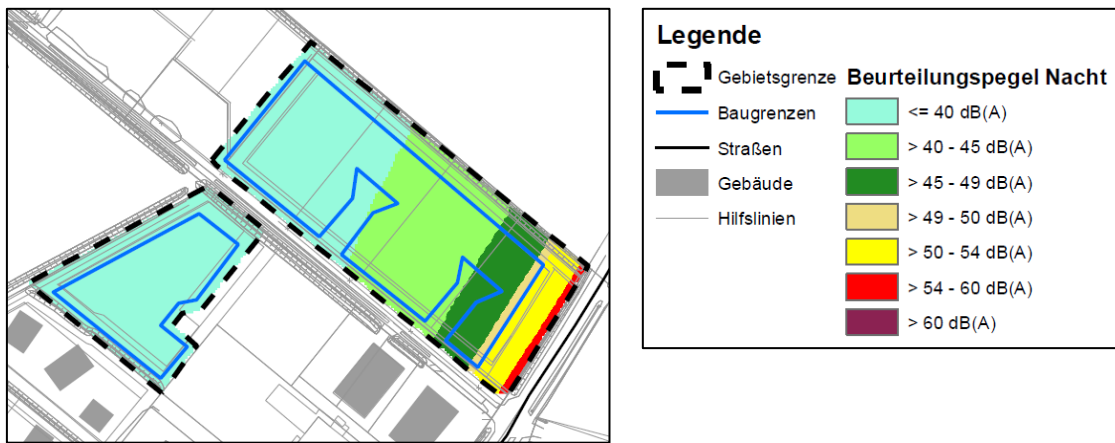 Legende
Gebietsgrenze
Baugrenzen
Straßen
Gebäude
Hilfslinien
Beurteilungspegel Nacht
<= 40 dB(A)
> 40 - 45 dB(A)
> 45 - 49 dB(A)
> 49 - 50 dB(A)
> 50 - 54 dB(A)
> 54 - 60 dB(A)
> 60 dB(A)